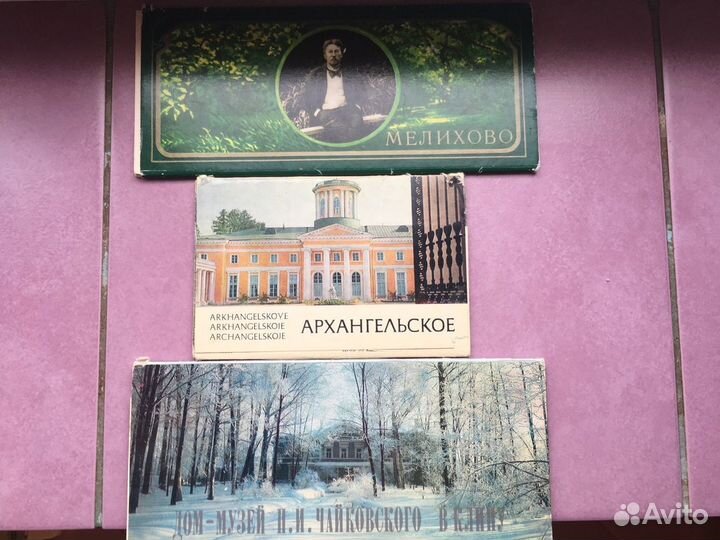 МЕЛИХОВО
ARKHANGELSKOYE
ARKHANGELSKOIE
ARCHANGELSKOJE
АРХАНГЕЛЬСКОЕ
ДОМ-МУЗЕЙ П.И. ЧАЙКОВСКОГО В КЛИНУ
Avito